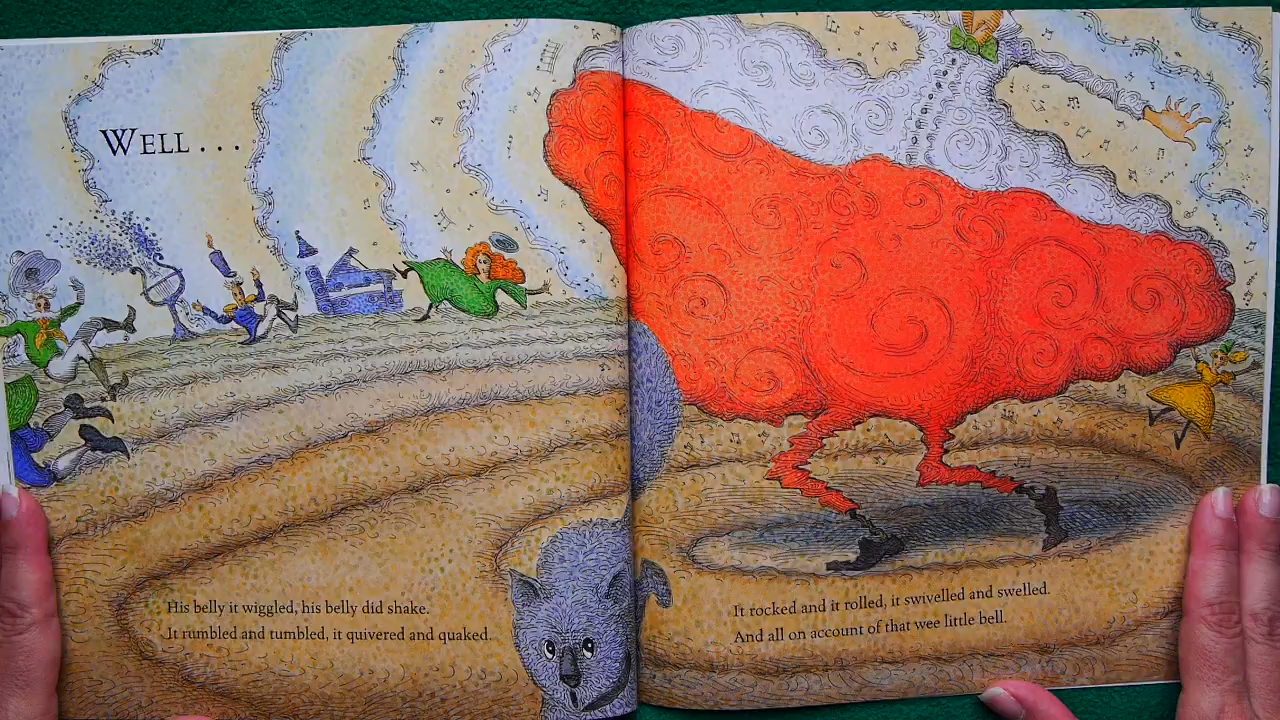 WELL . . .
His belly it wiggled, his belly did shake.
It rumbled and tumbled, it quivered and quaked.
It rocked and it rolled, it swivelled and swelled.
And all on account of that wee little bell.